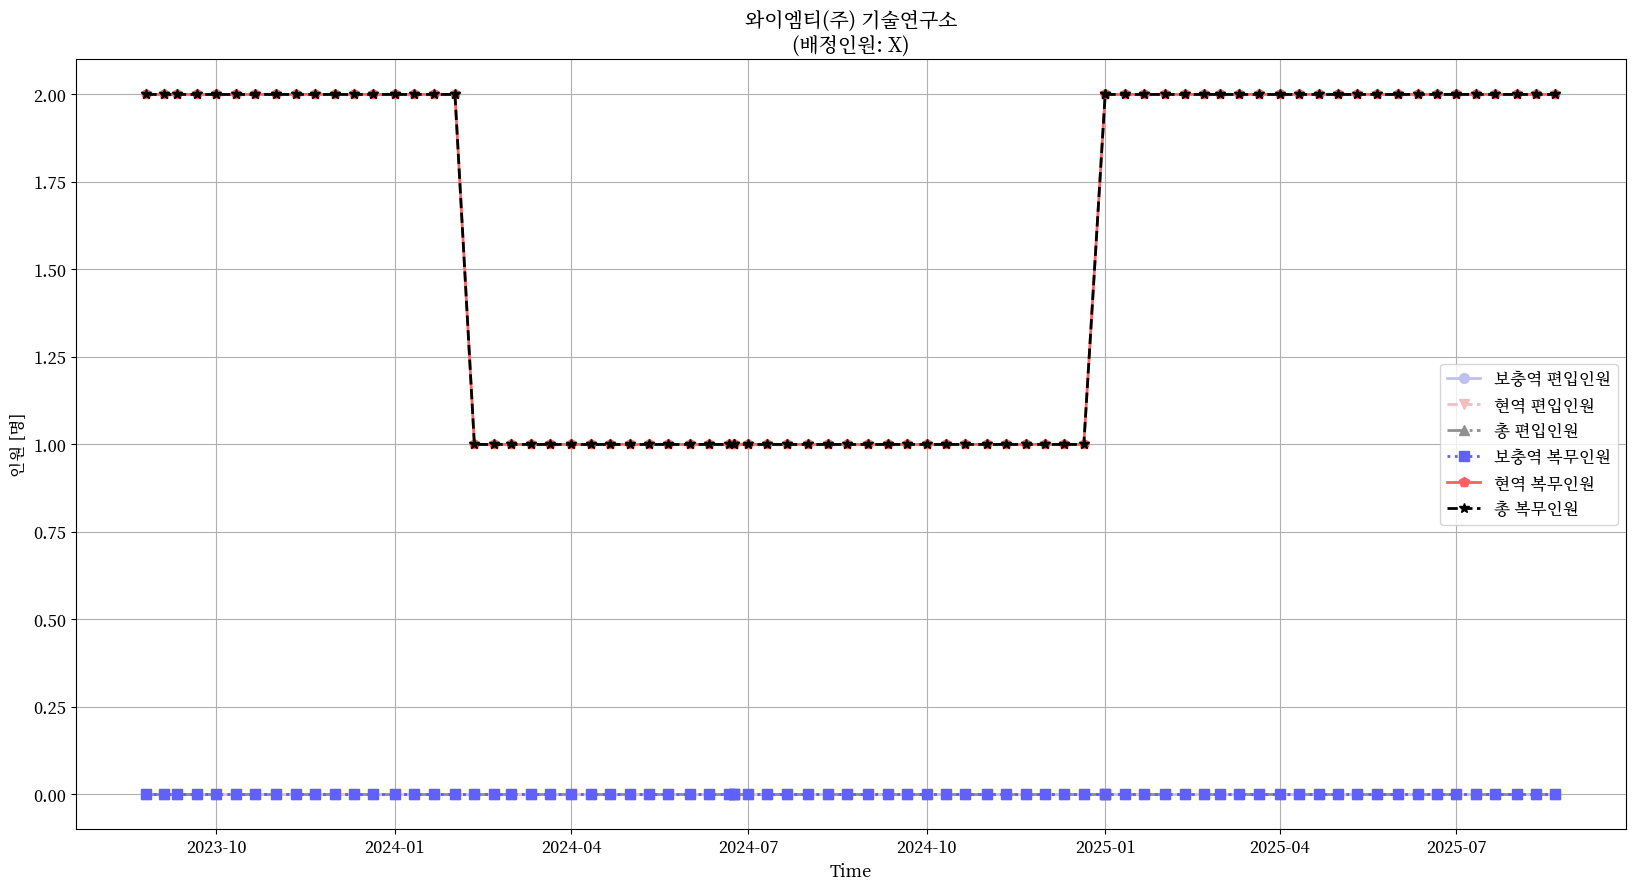 와이엠티(주) 기술연구소
(배정인원: X)
인원 [명]
2.00
1.75
1.50
1.25
1.00
0.75
0.50
0.25
0.00
보충역 편입인원
현역 편입인원
총 편입인원
보충역 복무인원
현역 복무인원
총 복무인원
2023-10
2024-01
2024-04
2024-07
2024-10
2025-01
2025-04
2025-07
Time